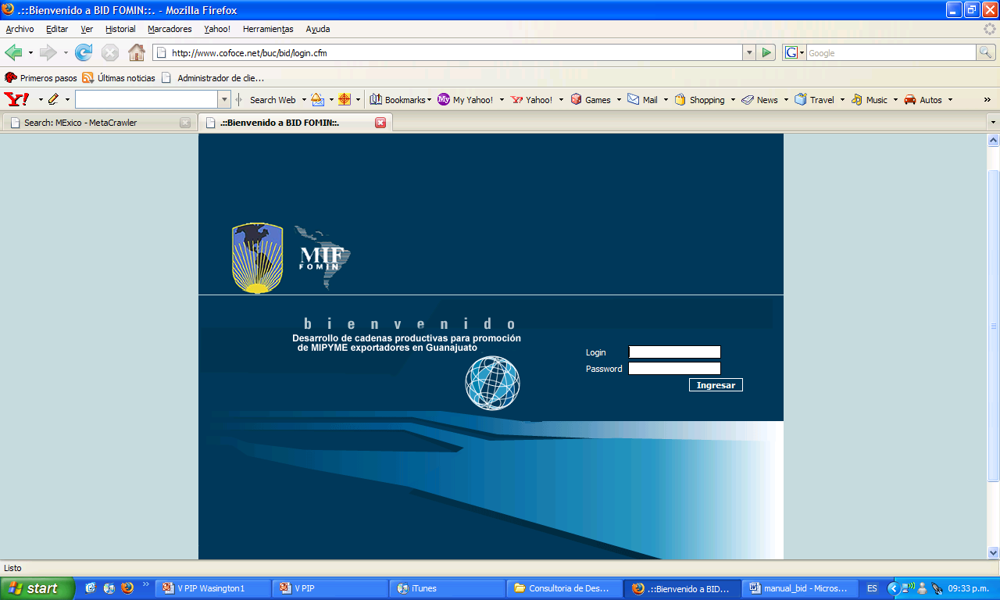 .::Bienvenido a BID FOMIN::. - Mozilla Firefox
Archivo Editar Ver Historial Marcadores Yahoo! Herramientas Ayuda
http://www.cofoce.net/buc/bid/login.cfm
G Google
Primeros pasos Últimas noticias Administrador de clie...
Y! Search Web Bookmarks My My Yahoo! Y! Yahoo! Games Mail Shopping News Travel Music Autos »
Search: MExico - MetaCrawler
.::Bienvenido a BID FOMIN::.
MIF
FOMIN
bienvenido
Desarrollo de cadenas productivas para promoción
de MIPYME exportadores en Guanajuato
Login
Password
Ingresar
Listo
start » V PIP Wasington1 V PIP iTunes Consultoria de Des... .::Bienvenido a BID... manual_bid - Micros... ES 09:33 p.m.